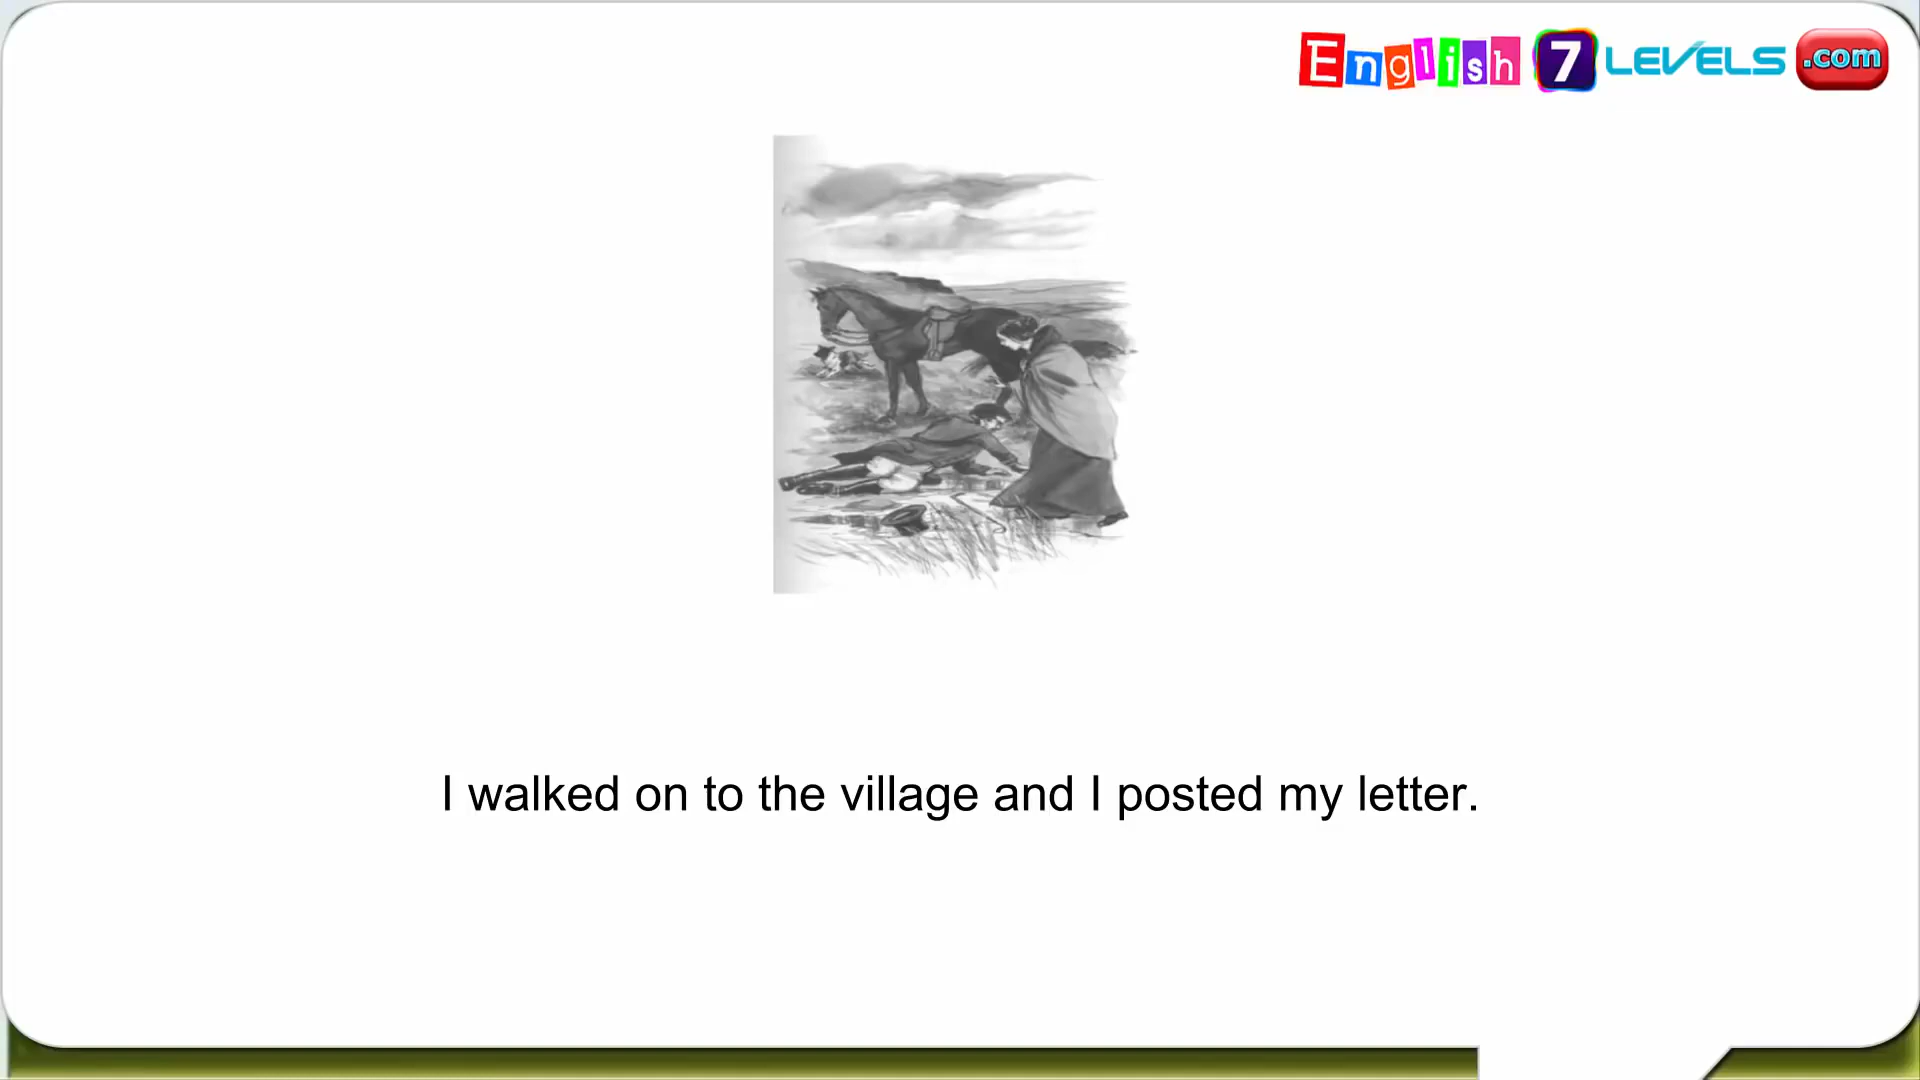 English 7 LEVELS .com
I walked on to the village and I posted my letter.